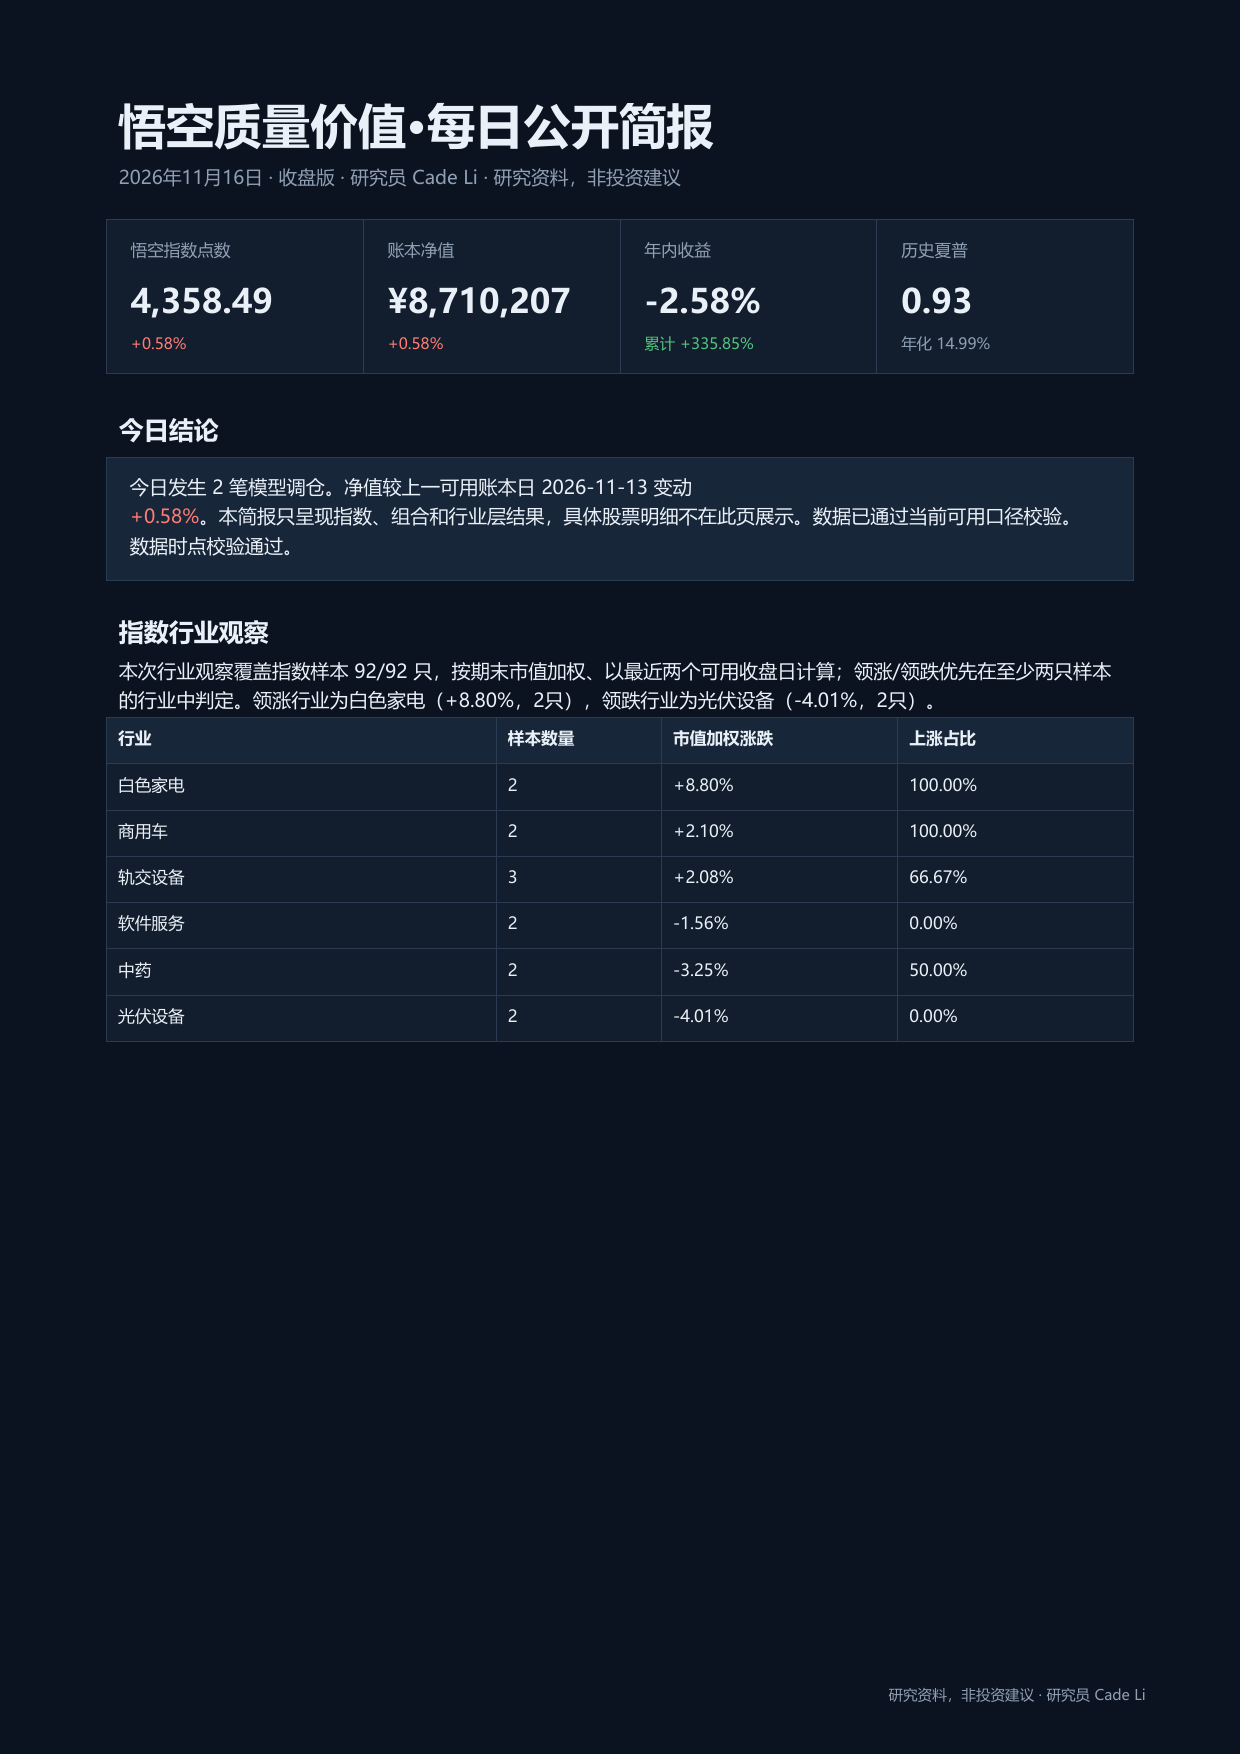 悟空质量价值•每日公开简报
2026年11月16日 · 收盘版 · 研究员 Cade Li · 研究资料，非投资建议
悟空指数点数 账本净值 年内收益 历史夏普
4,358.49 ¥8,710,207 -2.58% 0.93
+0.58% +0.58% 累计 +335.85% 年化 14.99%
今日结论
今日发生 2 笔模型调仓。净值较上一可用账本日 2026-11-13 变动
+0.58%。本简报只呈现指数、组合和行业层结果，具体股票明细不在此页展示。数据已通过当前可用口径校验。
数据时点校验通过。
指数行业观察
本次行业观察覆盖指数样本 92/92 只，按期末市值加权、以最近两个可用收盘日计算；领涨/领跌优先在至少两只样本
的行业中判定。领涨行业为白色家电（+8.80%，2只），领跌行业为光伏设备（-4.01%，2只）。
行业 样本数量 市值加权涨跌 上涨占比
白色家电 2 +8.80% 100.00%
商用车 2 +2.10% 100.00%
轨交设备 3 +2.08% 66.67%
软件服务 2 -1.56% 0.00%
中药 2 -3.25% 50.00%
光伏设备 2 -4.01% 0.00%
研究资料，非投资建议 · 研究员 Cade Li